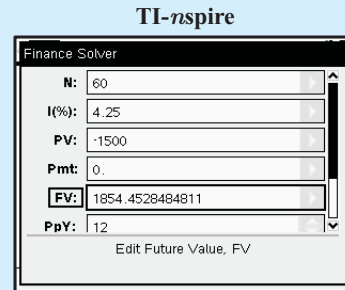 TI-nspire
Finance Solver
N: 60
I(%): 4.25
PV: -1500
Pmt: 0.
FV: 1854.4528484811
PpY: 12
Edit Future Value, FV